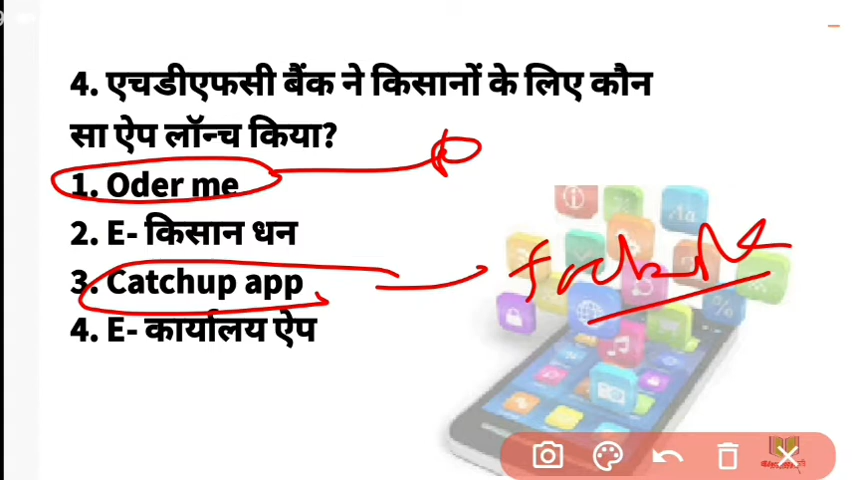 4. एचडीएफसी बैंक ने किसानों के लिए कौन
सा ऐप लॉन्च किया?
1. Oder me
2. E- किसान धन
3. Catchup app
4. E- कार्यालय ऐप